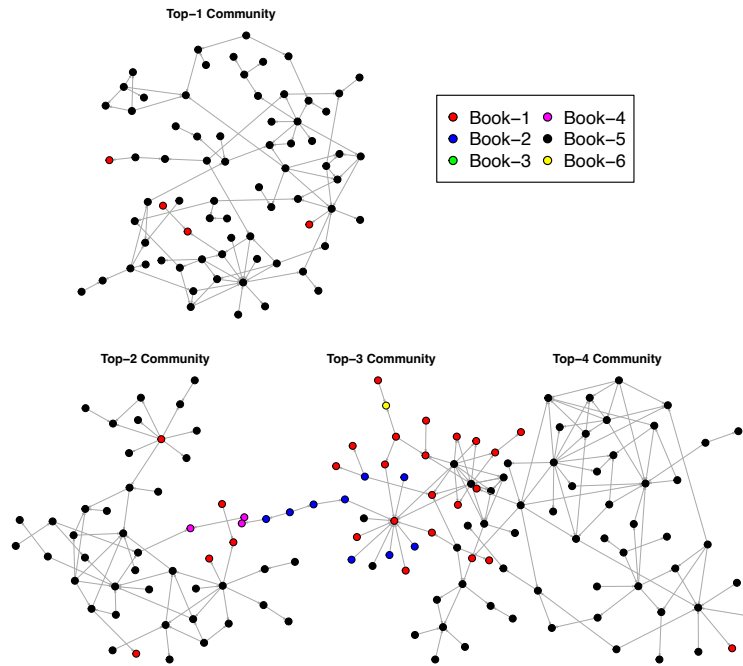 Top−1 Community
Book−1 Book−4
Book−2 Book−5
Book−3 Book−6
Top−2 Community
Top−3 Community
Top−4 Community